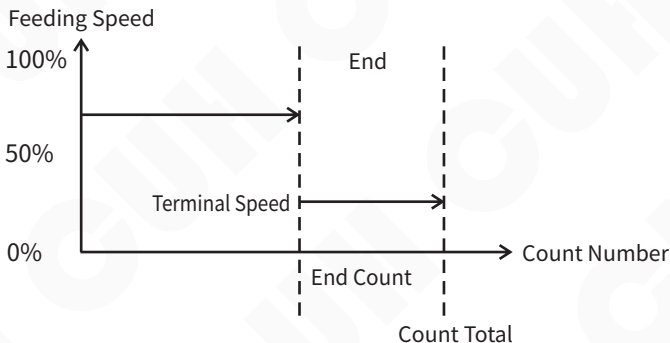 Feeding Speed
100%
End
50%
Terminal Speed
0%
Count Number
End Count
Count Total